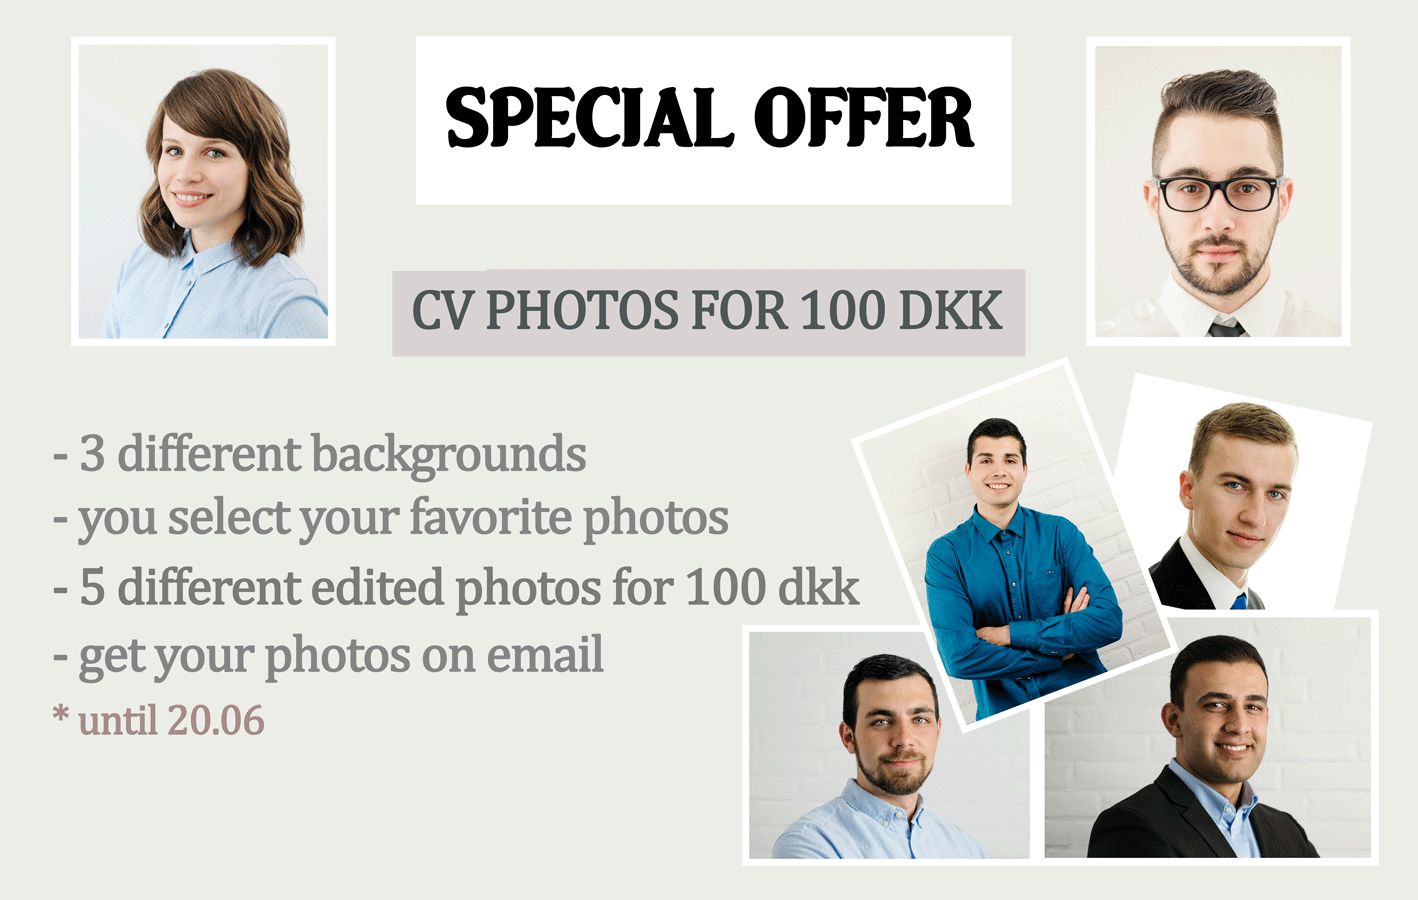 SPECIAL OFFER
CV PHOTOS FOR 100 DKK
- 3 different backgrounds
- you select your favorite photos
- 5 different edited photos for 100 dkk
- get your photos on email
* until 20.06